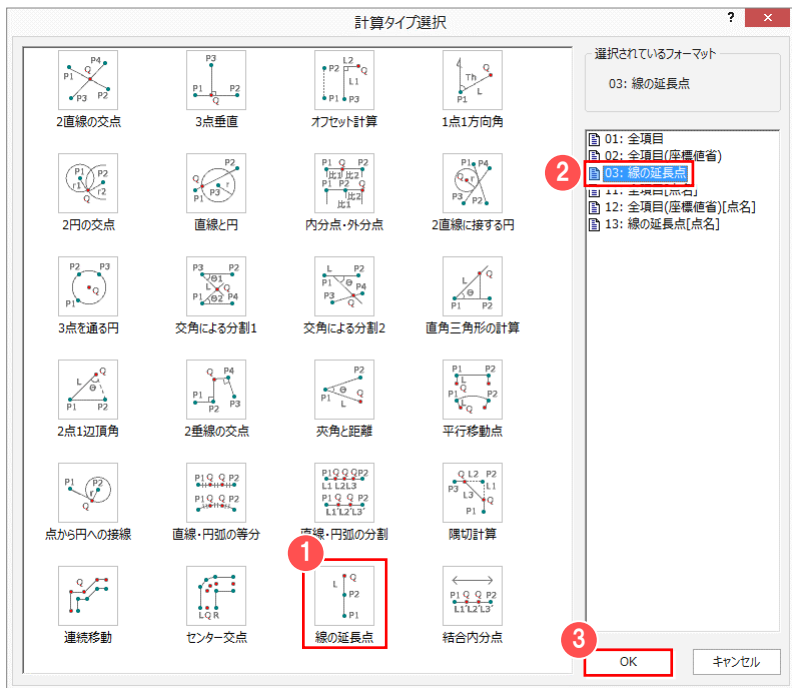 計算タイプ選択
? ×
2直線の交点
3点垂直
オフセット計算
1点1方向角
2円の交点
直線と円
内分点・外分点
2直線に接する円
3点を通る円
交角による分割1
交角による分割2
直角三角形の計算
2点1辺頂角
2垂線の交点
夾角と距離
平行移動点
点から円への接線
直線・円弧の等分
直線・円弧の分割
隅切計算
連続移動
センター交点
1
線の延長点
結合内分点
選択されているフォーマット
03: 線の延長点
01: 全項目
02: 全項目(座標値省)
2
03: 線の延長点
11: 全項目[点名]
12: 全項目(座標値省)[点名]
13: 線の延長点[点名]
3
OK
キャンセル